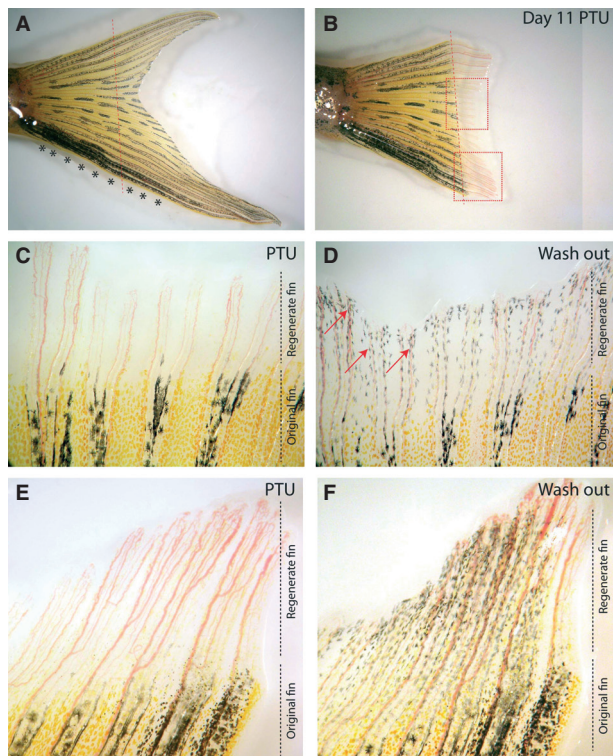 A
* * * * * * * * * *
B
Day 11 PTU
C
PTU
Regenerate fin
Original fin
D
Wash out
Regenerate fin
Original fin
E
PTU
Regenerate fin
Original fin
F
Wash out
Regenerate fin
Original fin